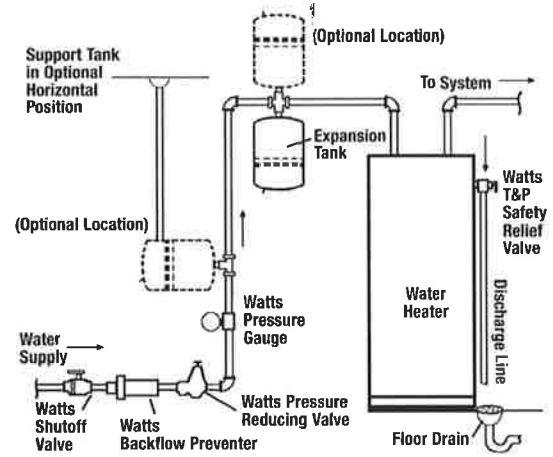 (Optional Location)
Support Tank
in Optional
Horizontal
Position
To System
Expansion
Tank
Watts
T&P
Safety
Relief
Valve
(Optional Location)
Water
Heater
Discharge Line
Watts
Pressure
Gauge
Water
Supply
Watts
Shutoff
Valve
Watts
Backflow Preventer
Watts Pressure
Reducing Valve
Floor Drain